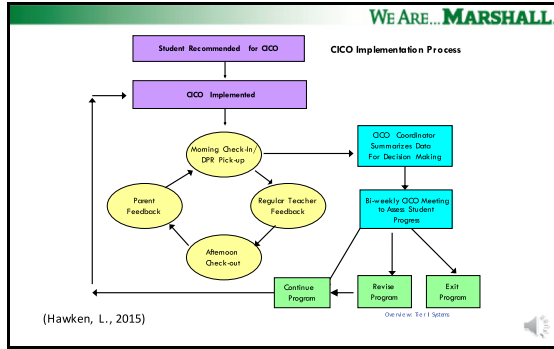 WE ARE... MARSHALL.
Student Recommended for CICO
CICO Implementation Process
CICO Implemented
Morning Check-In/
DPR Pick-up
CICO Coordinator
Summarizes Data
For Decision Making
Parent
Feedback
Regular Teacher
Feedback
Bi-weekly CICO Meeting
to Assess Student
Progress
Afternoon
Check-out
Continue
Program
Revise
Program
Exit
Program
(Hawken, L., 2015)
Overview: Tier II Systems